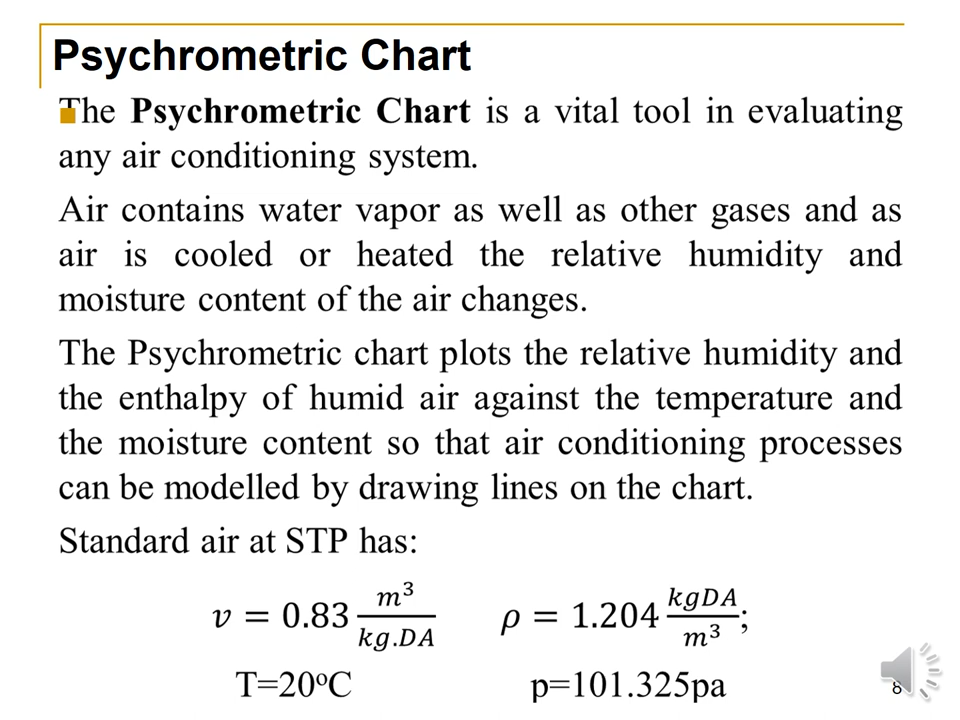 Psychrometric Chart
The Psychrometric Chart is a vital tool in evaluating
any air conditioning system.
Air contains water vapor as well as other gases and as
air is cooled or heated the relative humidity and
moisture content of the air changes.
The Psychrometric chart plots the relative humidity and
the enthalpy of humid air against the temperature and
the moisture content so that air conditioning processes
can be modelled by drawing lines on the chart.
Standard air at STP has:
v = 0.83 m³/kg.DA ρ = 1.204 kgDA/m³;
T=20ºC p=101.325pa
8